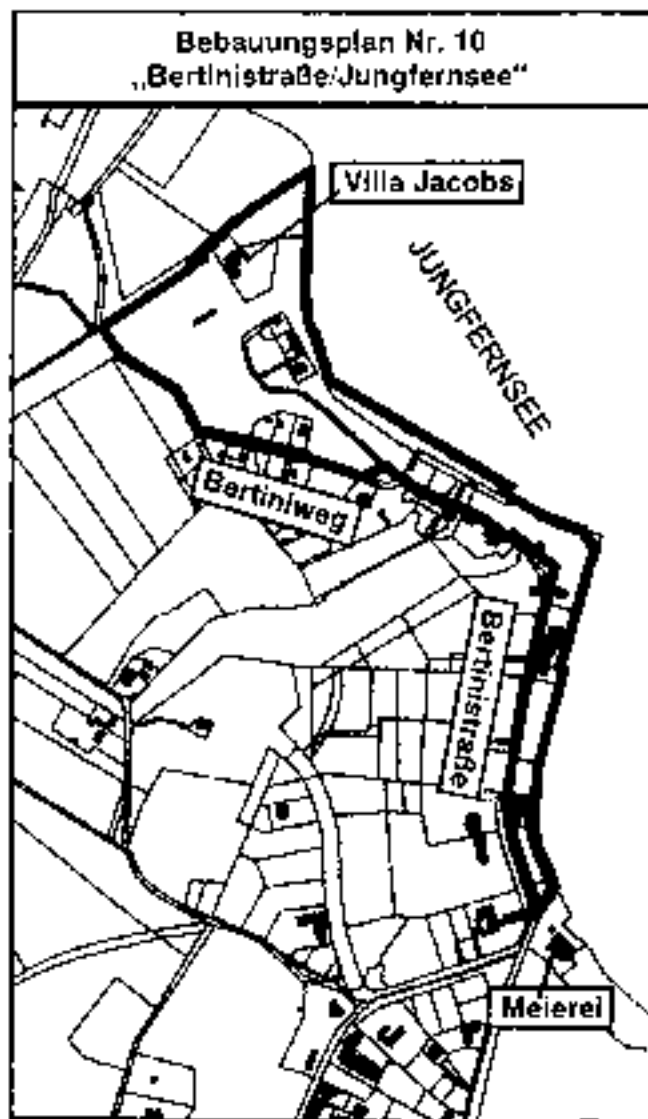 Bebauungsplan Nr. 10
„Bertinistraße/Jungfernsee“
Villa Jacobs
JUNGFERNSEE
Bertiniweg
Bertinistraße
Meierei